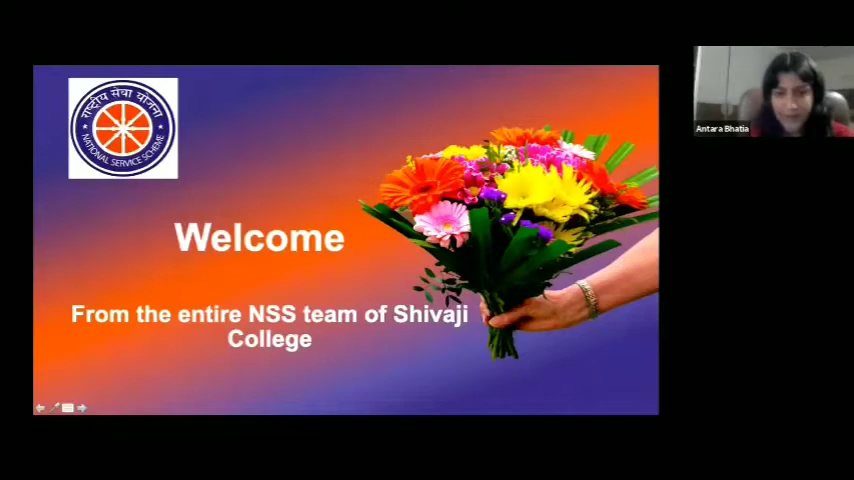 राष्ट्रीय सेवा योजना
NATIONAL SERVICE SCHEME
Welcome
From the entire NSS team of Shivaji
College
Antara Bhatia